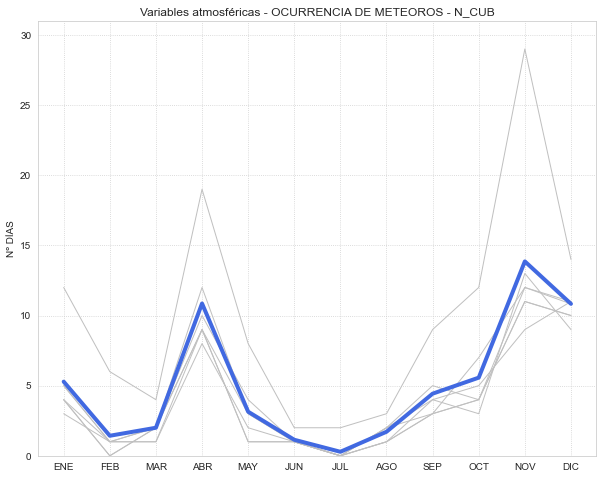 Variables atmosféricas - OCURRENCIA DE METEOROS - N_CUB
30
25
20
15
10
5
0
N° DÍAS
ENE FEB MAR ABR MAY JUN JUL AGO SEP OCT NOV DIC